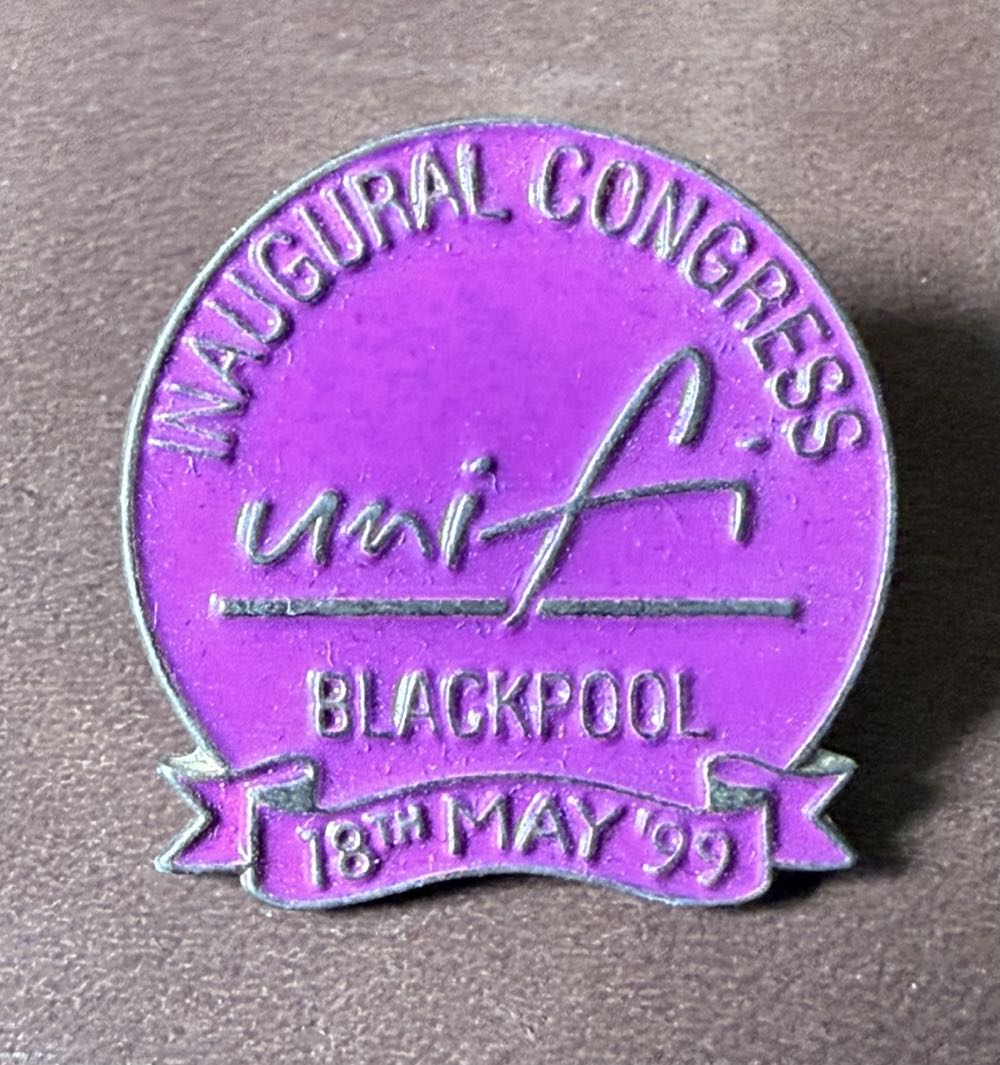 INAUGURAL CONGRESS
unifi
BLACKPOOL
18TH MAY '99